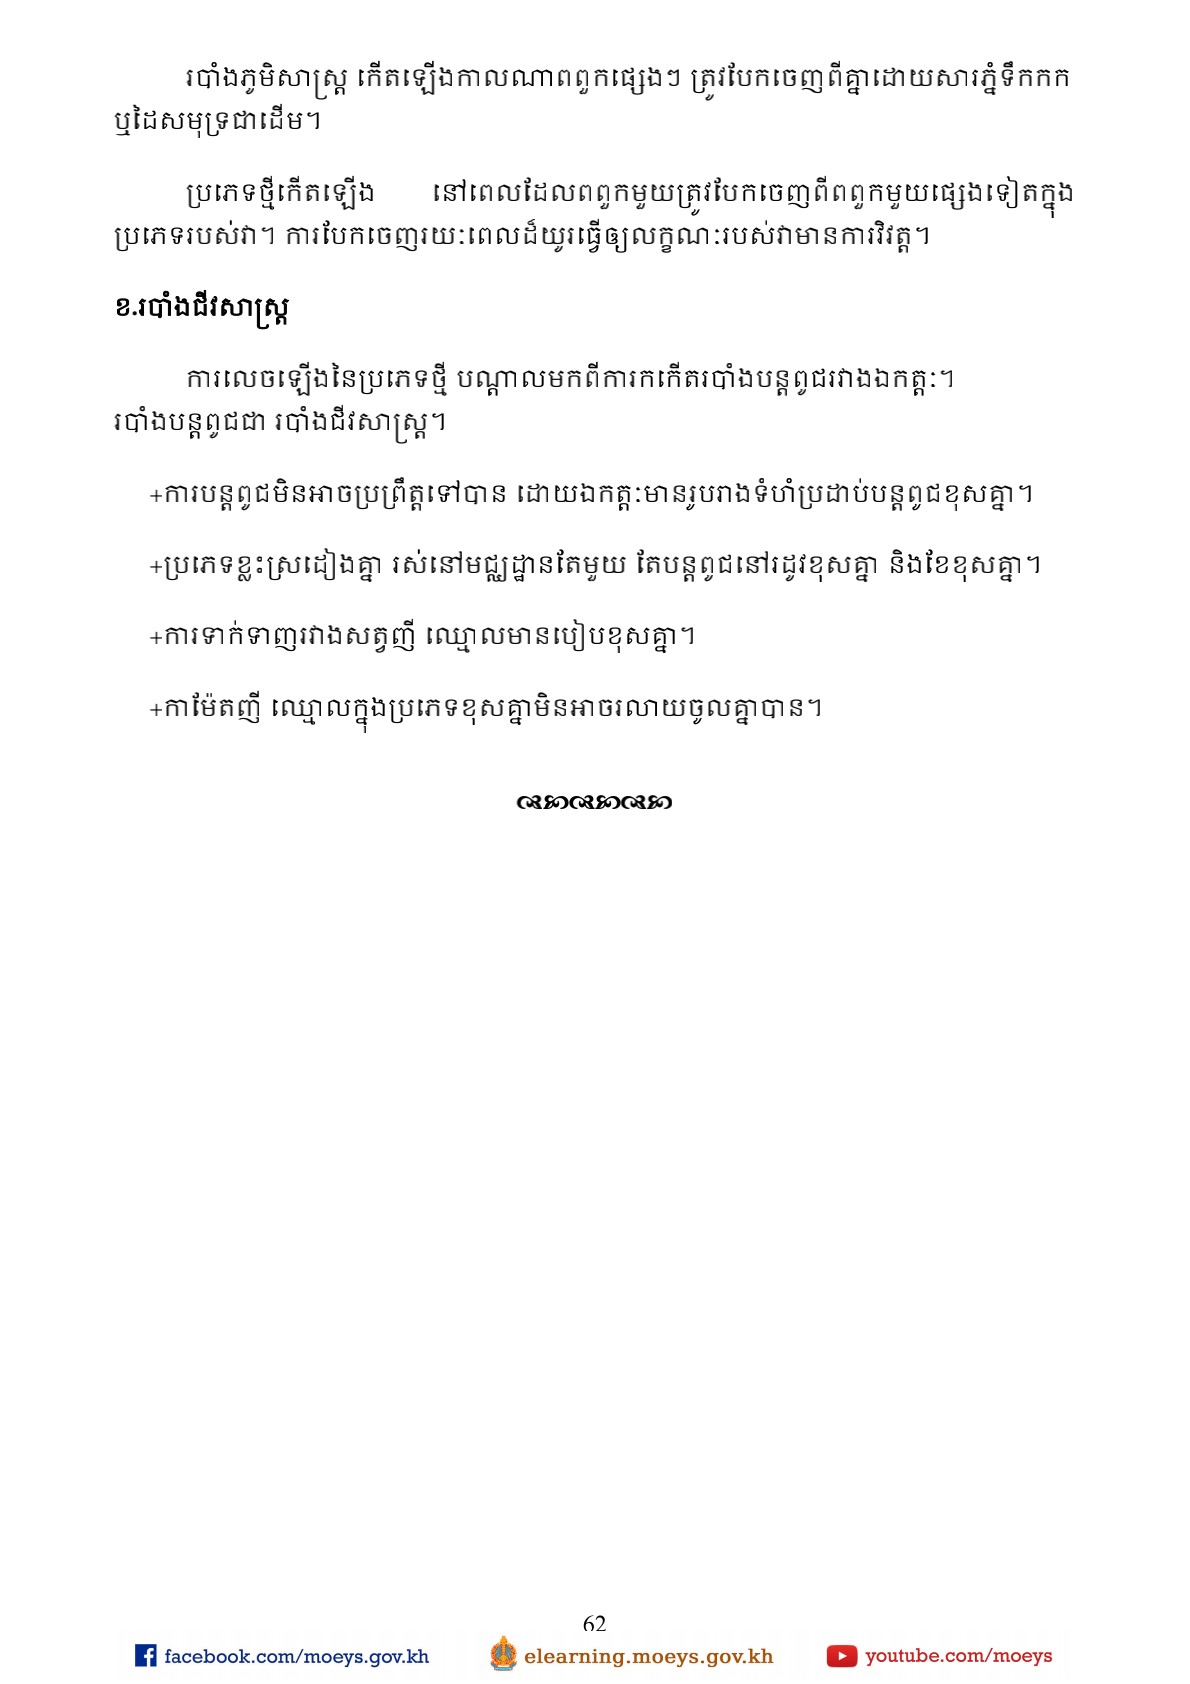 របាំងភូមិសាស្ត្រ កើតឡើងកាលណាពពួកផ្សេងៗ ត្រូវបែកចេញពីគ្នាដោយសារភ្នំទឹកកក
ឬដៃសមុទ្រជាដើម។
ប្រភេទថ្មីកើតឡើង នៅពេលដែលពពួកមួយត្រូវបែកចេញពីពពួកមួយផ្សេងទៀតក្នុង
ប្រភេទរបស់វា។ ការបែកចេញរយៈពេលដ៏យូរធ្វើឲ្យលក្ខណៈរបស់វាមានការវិវត្ត។
ខ.របាំងជីវសាស្ត្រ
ការលេចឡើងនៃប្រភេទថ្មី បណ្តាលមកពីការកកើតរបាំងបន្តពូជរវាងឯកត្តៈ។
របាំងបន្តពូជជា របាំងជីវសាស្ត្រ។
+ការបន្តពូជមិនអាចប្រព្រឹត្តទៅបាន ដោយឯកត្តៈមានរូបរាងទំហំប្រដាប់បន្តពូជខុសគ្នា។
+ប្រភេទខ្លះស្រដៀងគ្នា រស់នៅមជ្ឈដ្ឋានតែមួយ តែបន្តពូជនៅរដូវខុសគ្នា និងខែខុសគ្នា។
+ការទាក់ទាញរវាងសត្វញី ឈ្មោលមានបៀបខុសគ្នា។
+កាម៉ែតញី ឈ្មោលក្នុងប្រភេទខុសគ្នាមិនអាចរលាយចូលគ្នាបាន។
62
facebook.com/moeys.gov.kh elearning.moeys.gov.kh youtube.com/moeys